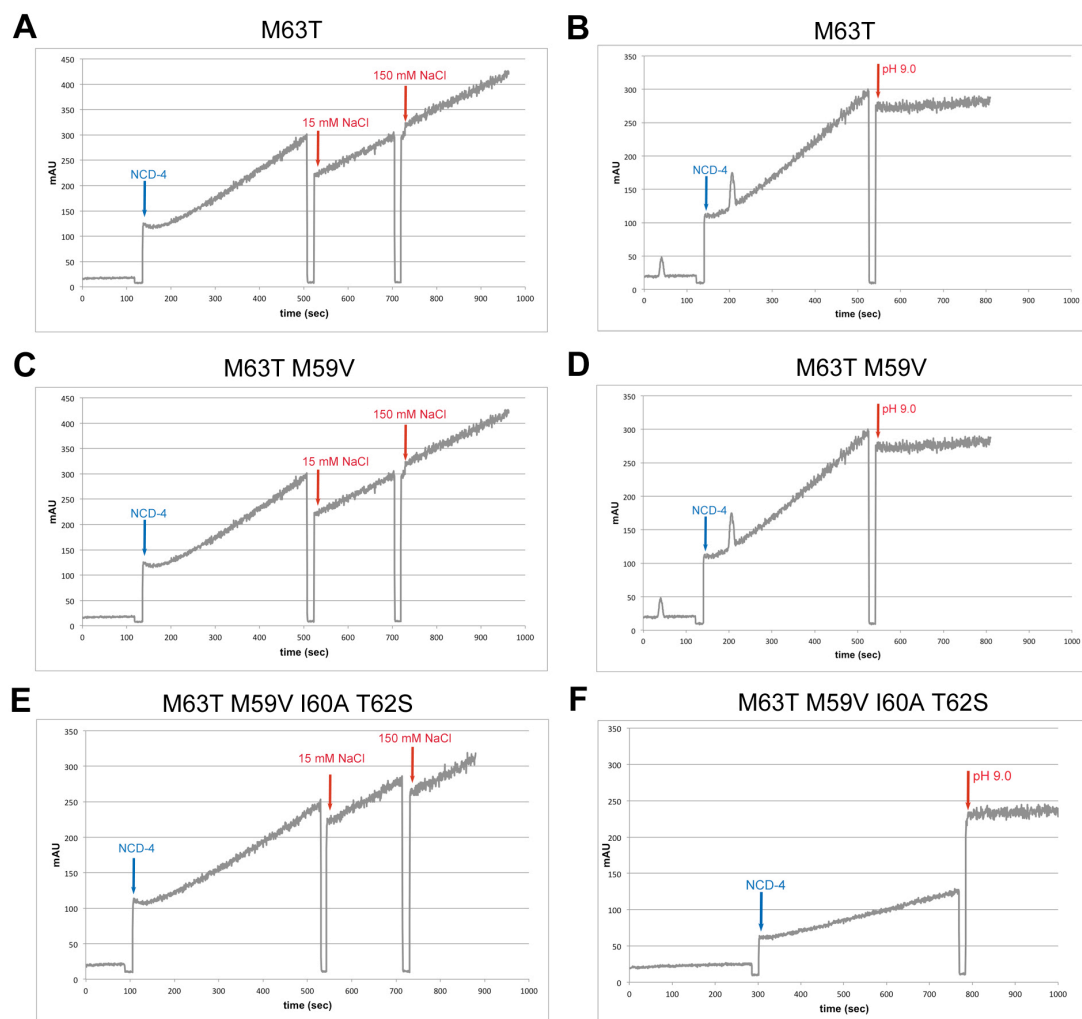 A
M63T
mAU
450
400
350
300
250
200
150
100
50
0
0 100 200 300 400 500 600 700 800 900 1000
time (sec)
NCD-4
15 mM NaCl
150 mM NaCl
B
M63T
mAU
350
300
250
200
150
100
50
0
0 100 200 300 400 500 600 700 800 900 1000
time (sec)
NCD-4
pH 9.0
C
M63T M59V
mAU
450
400
350
300
250
200
150
100
50
0
0 100 200 300 400 500 600 700 800 900 1000
time (sec)
NCD-4
15 mM NaCl
150 mM NaCl
D
M63T M59V
mAU
350
300
250
200
150
100
50
0
0 100 200 300 400 500 600 700 800 900 1000
time (sec)
NCD-4
pH 9.0
E
M63T M59V I60A T62S
mAU
350
300
250
200
150
100
50
0
0 100 200 300 400 500 600 700 800 900 1000
time (sec)
NCD-4
15 mM NaCl
150 mM NaCl
F
M63T M59V I60A T62S
mAU
350
300
250
200
150
100
50
0
0 100 200 300 400 500 600 700 800 900 1000
time (sec)
NCD-4
pH 9.0